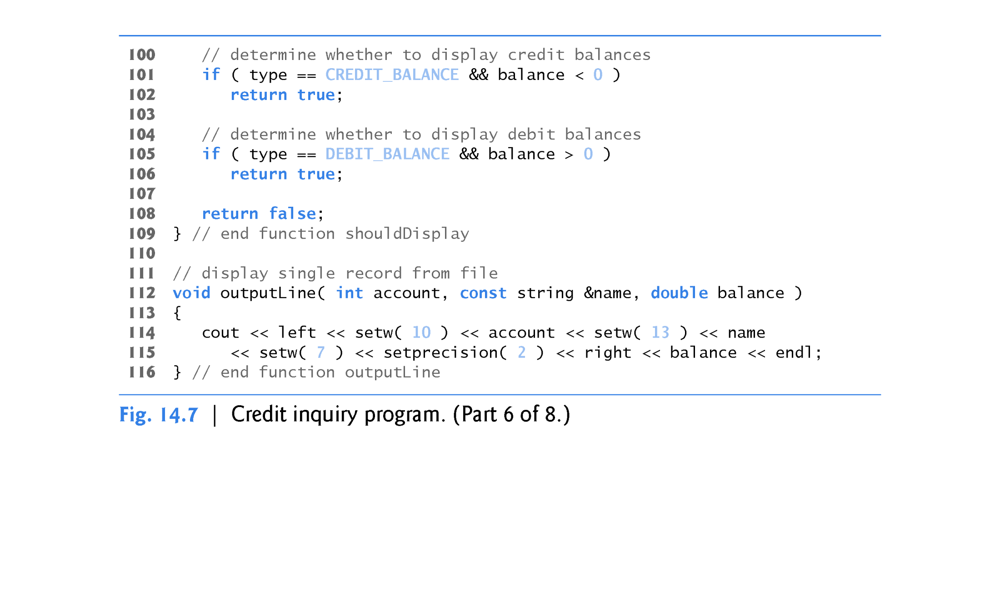 100 // determine whether to display credit balances
101 if ( type == CREDIT_BALANCE && balance < 0 )
102 return true;
103
104 // determine whether to display debit balances
105 if ( type == DEBIT_BALANCE && balance > 0 )
106 return true;
107
108 return false;
109 } // end function shouldDisplay
110
111 // display single record from file
112 void outputLine( int account, const string &name, double balance )
113 {
114 cout << left << setw( 10 ) << account << setw( 13 ) << name
115 << setw( 7 ) << setprecision( 2 ) << right << balance << endl;
116 } // end function outputLine
Fig. 14.7 | Credit inquiry program. (Part 6 of 8.)